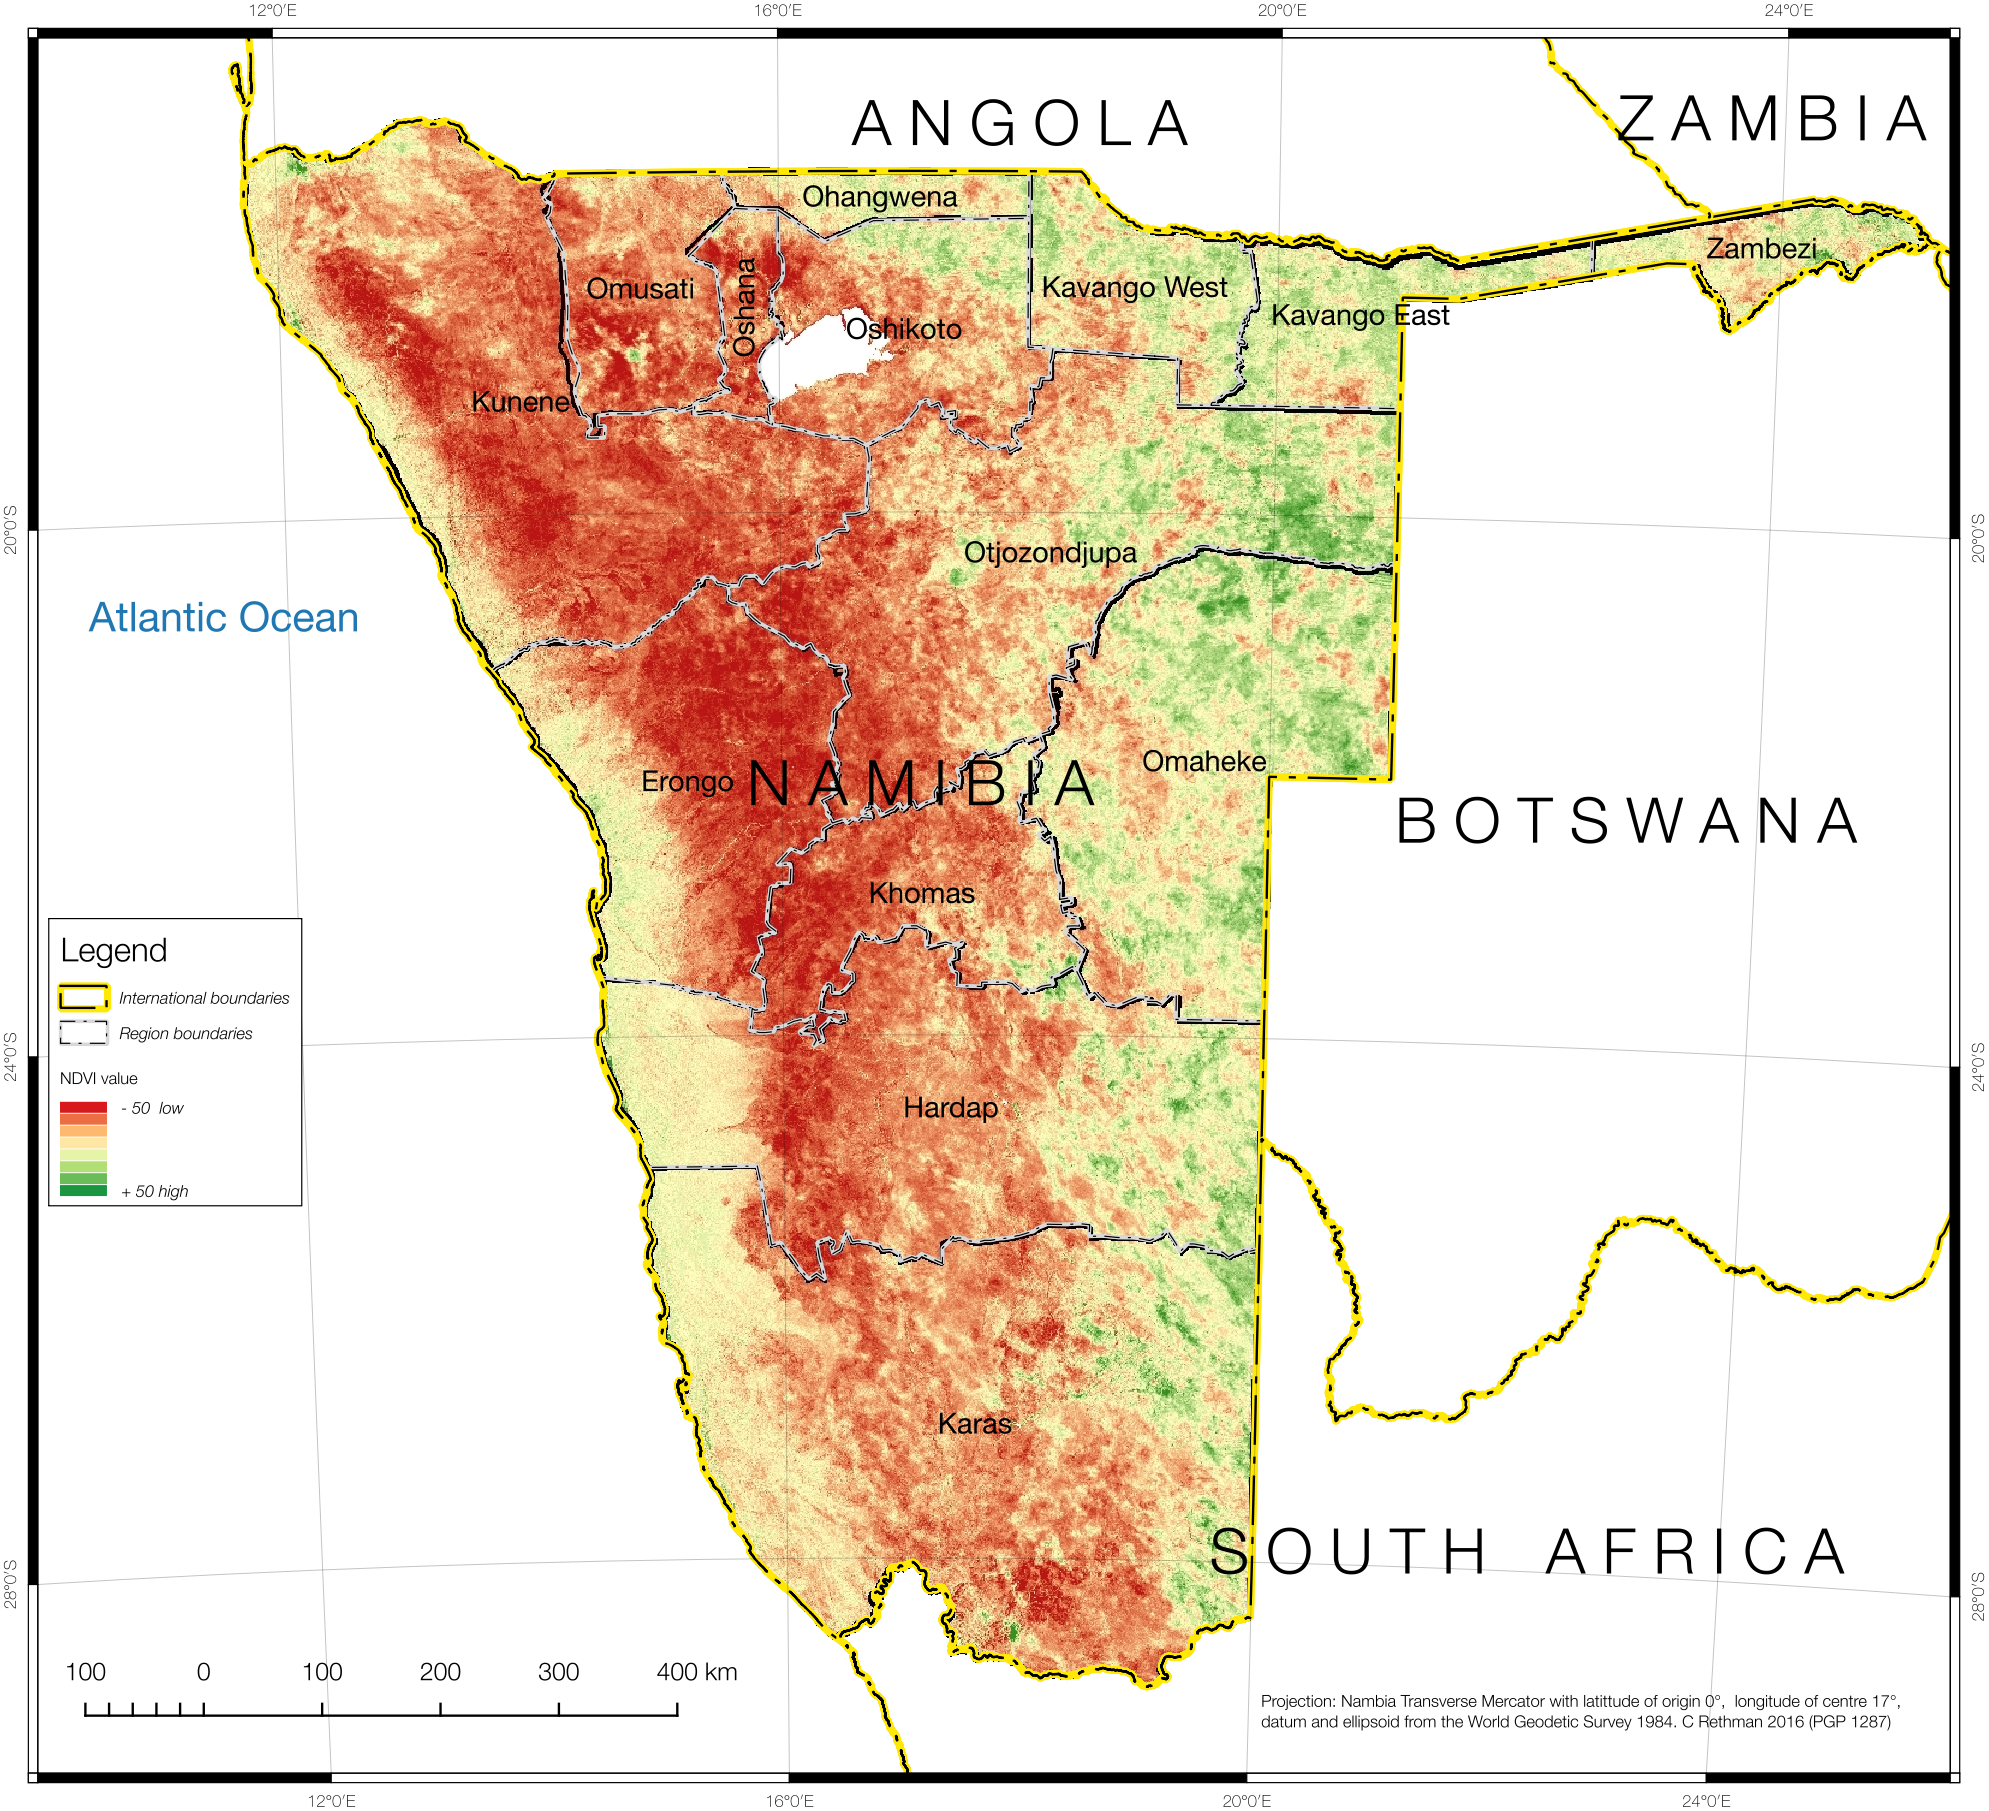 12°0'E 16°0'E 20°0'E 24°0'E
ANGOLA
ZAMBIA
Ohangwena
Zambezi
Omusati
Oshana
Kavango West
Kavango East
Oshikoto
Kunene
20°0'S
20°0'S
Otjozondjupa
Atlantic Ocean
Omaheke
Erongo
NAMIBIA
BOTSWANA
Khomas
Legend
International boundaries
Region boundaries
NDVI value
- 50 low
+ 50 high
24°0'S
24°0'S
Hardap
Karas
SOUTH AFRICA
28°0'S
28°0'S
100 0 100 200 300 400 km
Projection: Nambia Transverse Mercator with latittude of origin 0°, longitude of centre 17°,
datum and ellipsoid from the World Geodetic Survey 1984. C Rethman 2016 (PGP 1287)
12°0'E 16°0'E 20°0'E 24°0'E